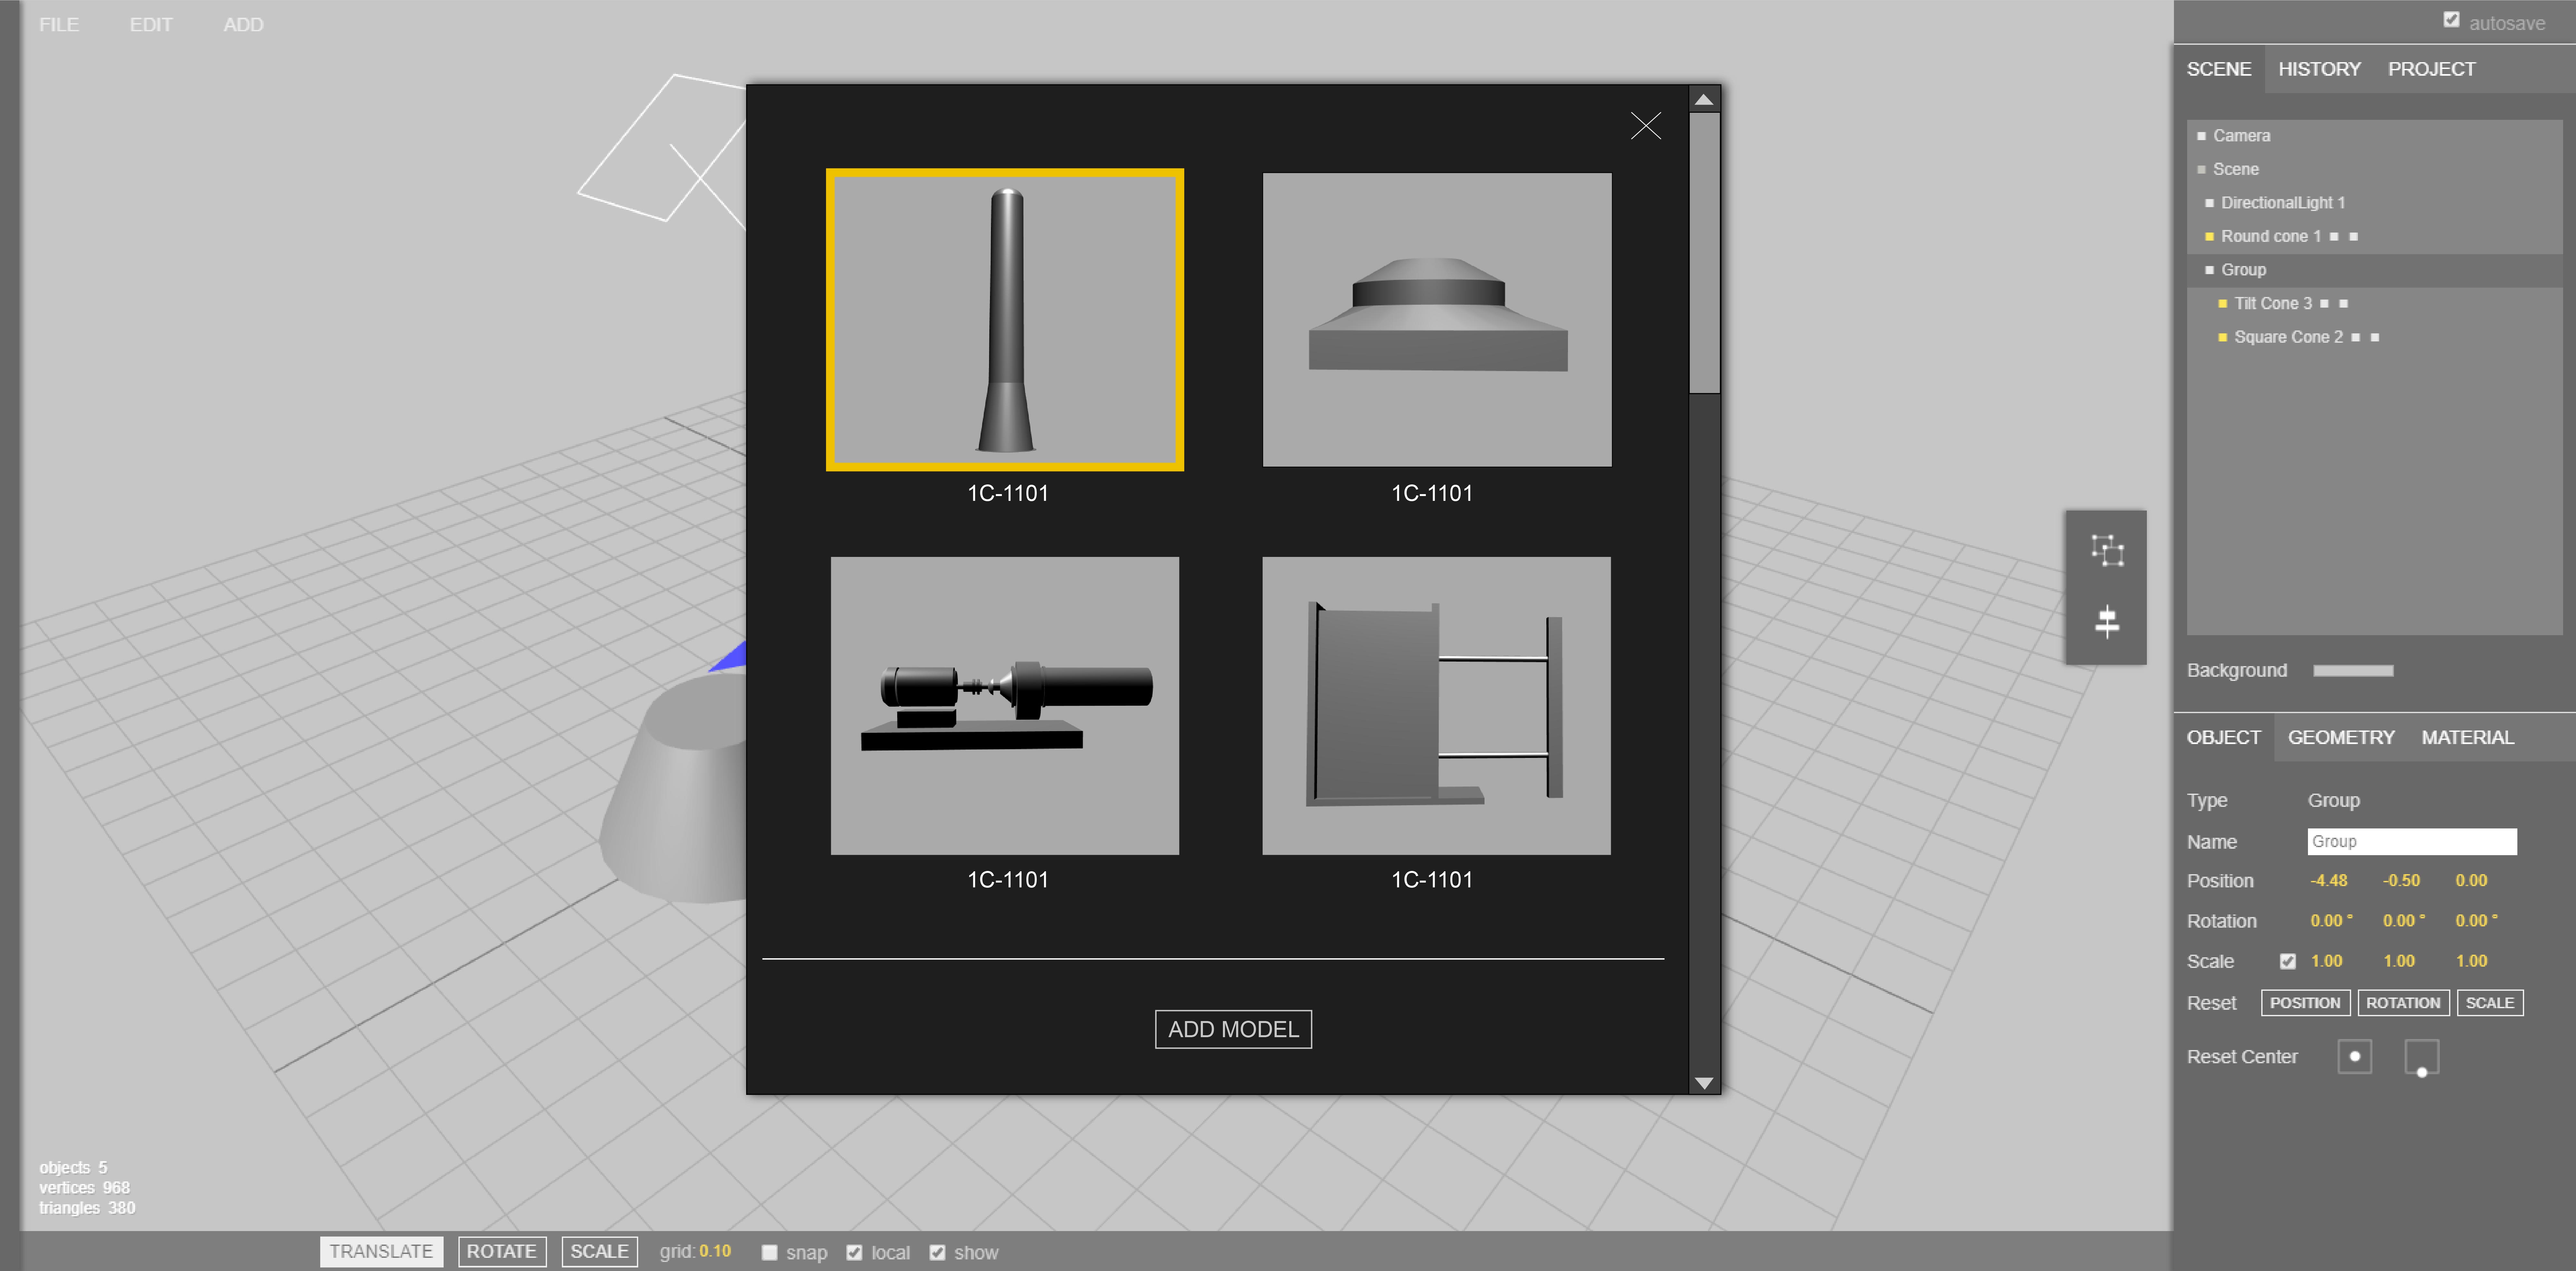 FILE EDIT ADD
autosave
SCENE HISTORY PROJECT
Camera
Scene
DirectionalLight 1
Round cone 1
Group
Tilt Cone 3
Square Cone 2
Background
OBJECT GEOMETRY MATERIAL
Type Group
Name Group
Position -4.48 -0.50 0.00
Rotation 0.00 ° 0.00 ° 0.00 °
Scale 1.00 1.00 1.00
Reset POSITION ROTATION SCALE
Reset Center
1C-1101 1C-1101
1C-1101 1C-1101
ADD MODEL
objects 5
vertices 968
triangles 380
TRANSLATE ROTATE SCALE grid: 0.10 snap local show